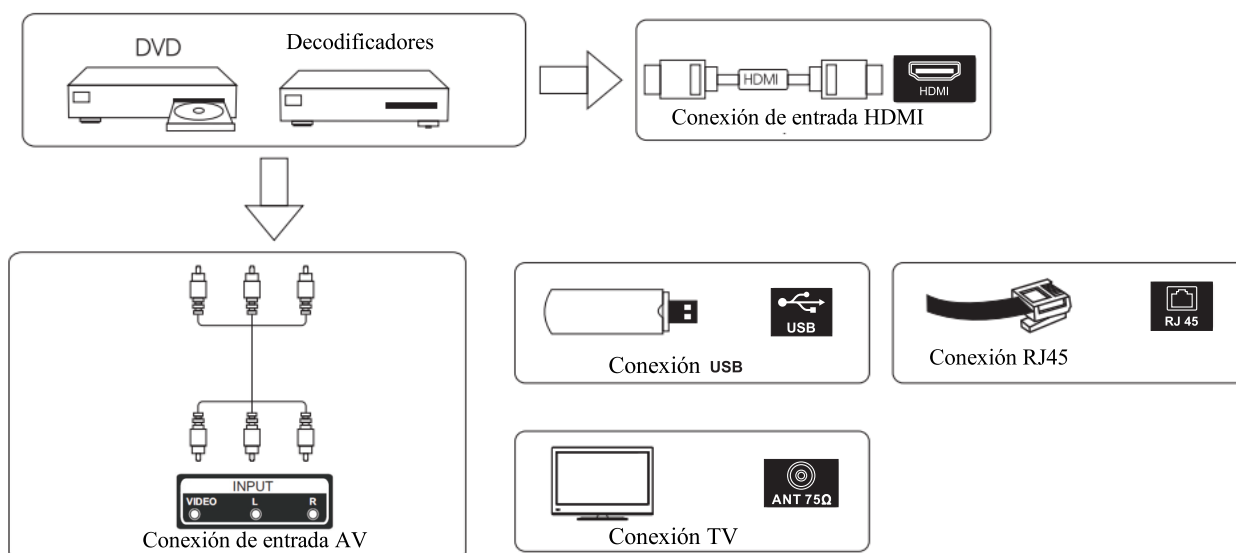 DVD
Decodificadores
HDMI
HDMI
Conexión de entrada HDMI
INPUT
VIDEO L R
Conexión de entrada AV
USB
Conexión USB
RJ 45
Conexión RJ45
ANT 75Ω
Conexión TV